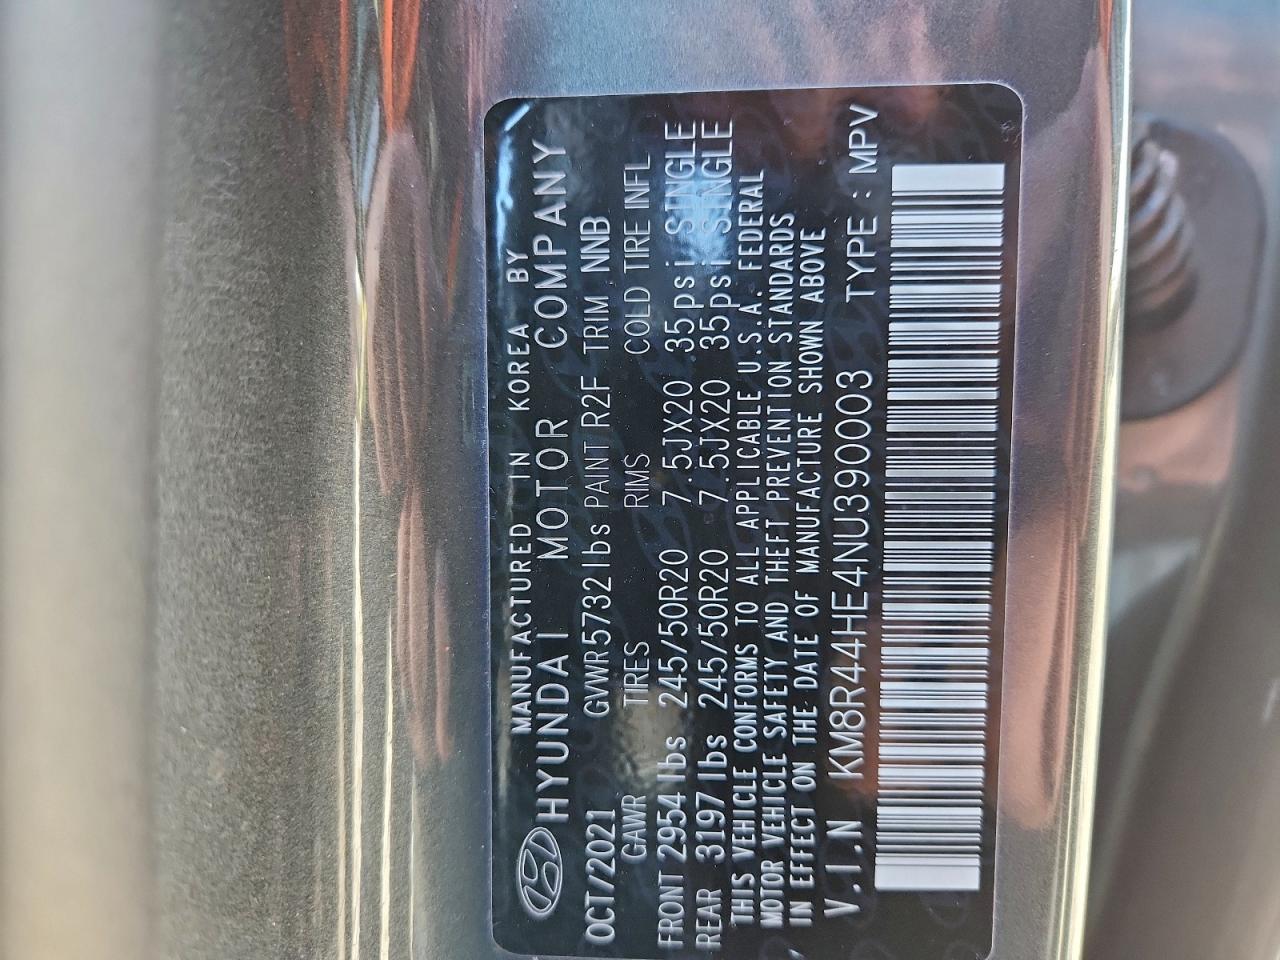 MANUFACTURED IN KOREA BY
HYUNDAI MOTOR COMPANY
OCT/2021 GVWR 5732 lbs PAINT R2F TRIM NNB
GAWR TIRES RIMS COLD TIRE INFL
FRONT 2954 lbs 245/50R20 7.5JX20 35psi SINGLE
REAR 3197 lbs 245/50R20 7.5JX20 35psi SINGLE
THIS VEHICLE CONFORMS TO ALL APPLICABLE U.S.A. FEDERAL
MOTOR VEHICLE SAFETY AND THEFT PREVENTION STANDARDS
IN EFFECT ON THE DATE OF MANUFACTURE SHOWN ABOVE
V.I.N KM8R44HE4NU390003 TYPE : MPV